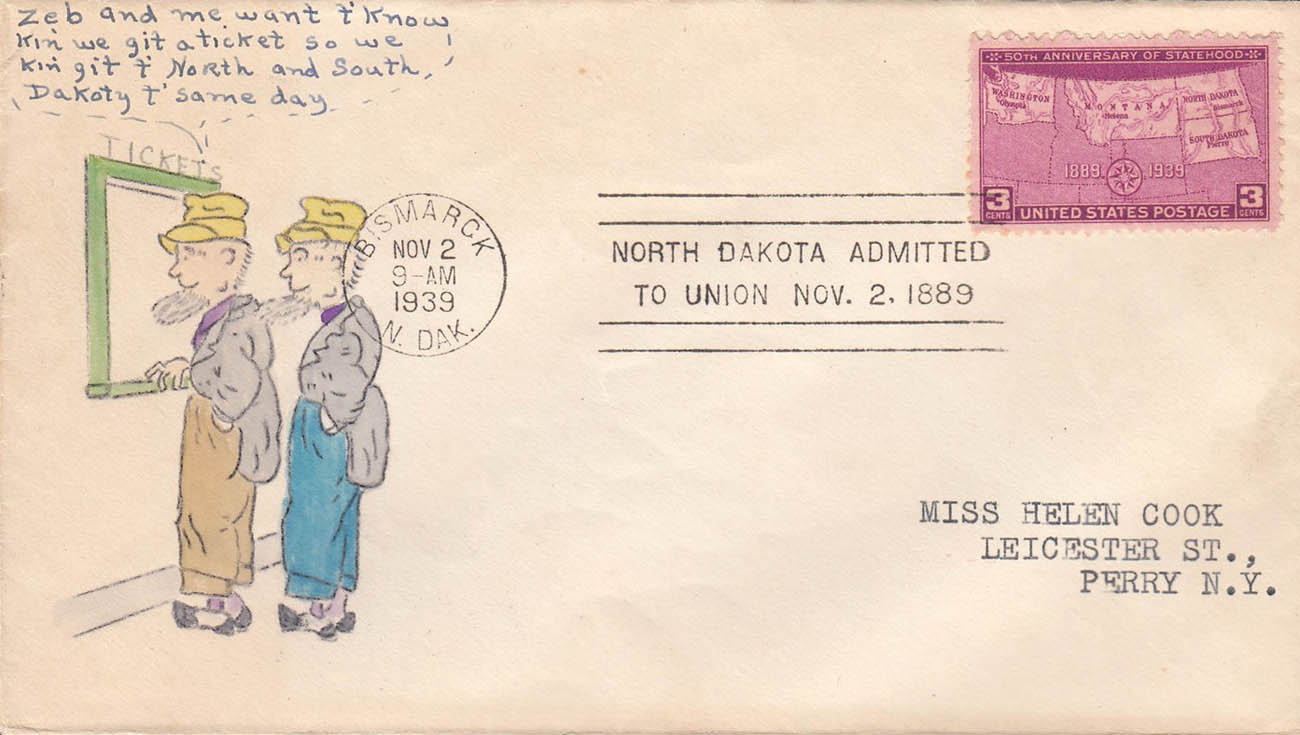 Zeb and me want t' know
kin we git a ticket so we
kin git t' North and South
Dakoty t' same day
TICKETS
BISMARCK
NOV 2
9-AM
1939
N. DAK.
NORTH DAKOTA ADMITTED
TO UNION NOV. 2, 1889
50TH ANNIVERSARY OF STATEHOOD
WASHINGTON
Olympia
MONTANA
Helena
NORTH DAKOTA
Bismarck
SOUTH DAKOTA
Pierre
1889 1939
3 CENTS UNITED STATES POSTAGE 3 CENTS
MISS HELEN COOK
LEICESTER ST.,
PERRY N.Y.